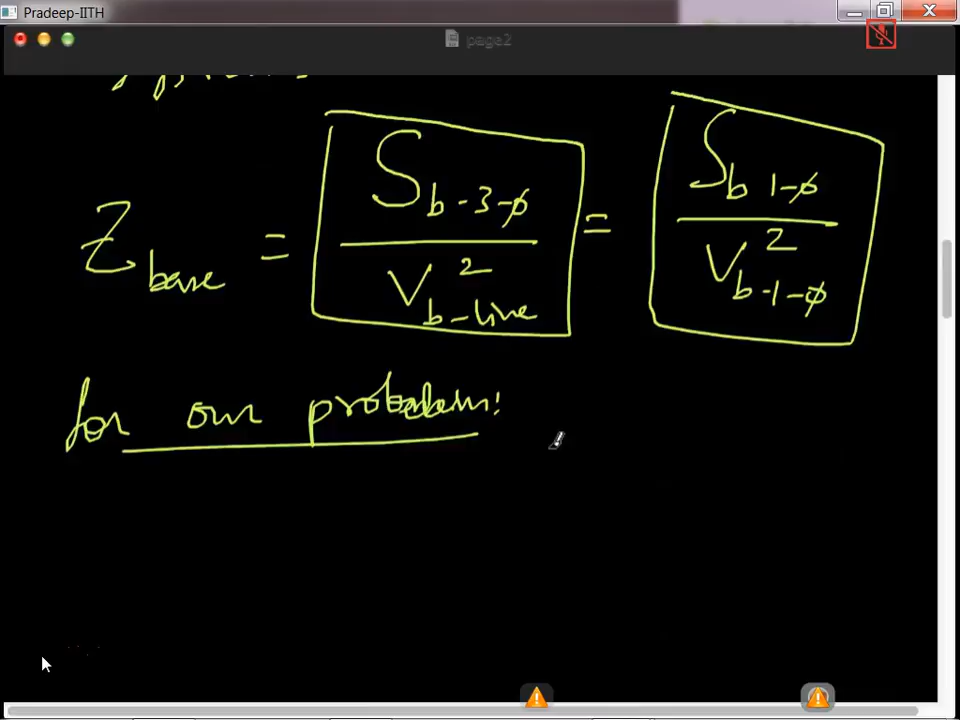 Pradeep-IITH
page2
Z base = S b-3-ϕ / V² b-line = S b 1-ϕ / V² b-1-ϕ
for our problem: